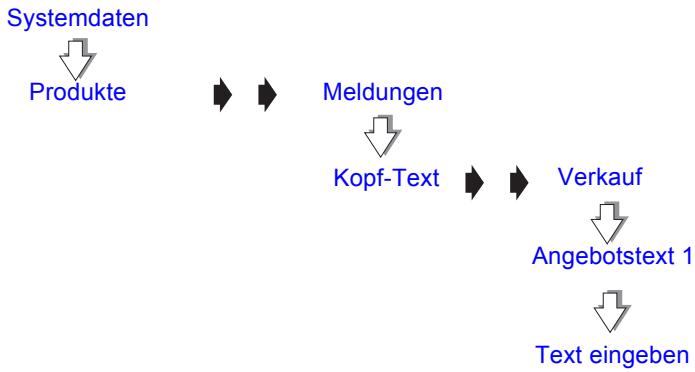 Systemdaten
Produkte
Meldungen
Kopf-Text
Verkauf
Angebotstext 1
Text eingeben